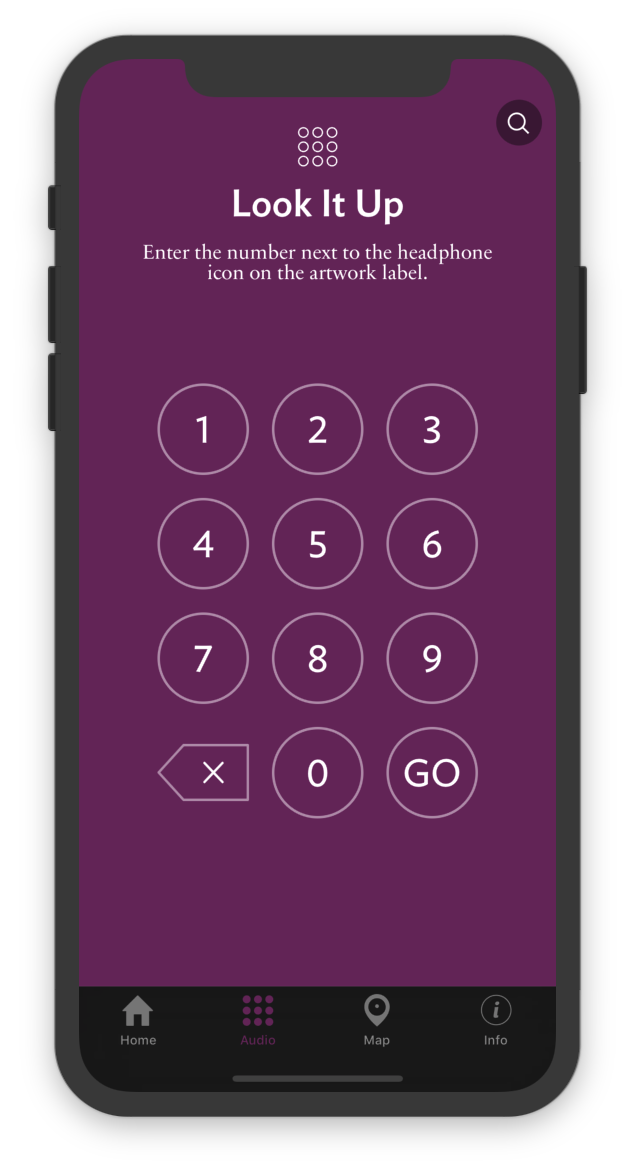 Look It Up
Enter the number next to the headphone
icon on the artwork label.
1 2 3
4 5 6
7 8 9
0 GO
Home Audio Map Info